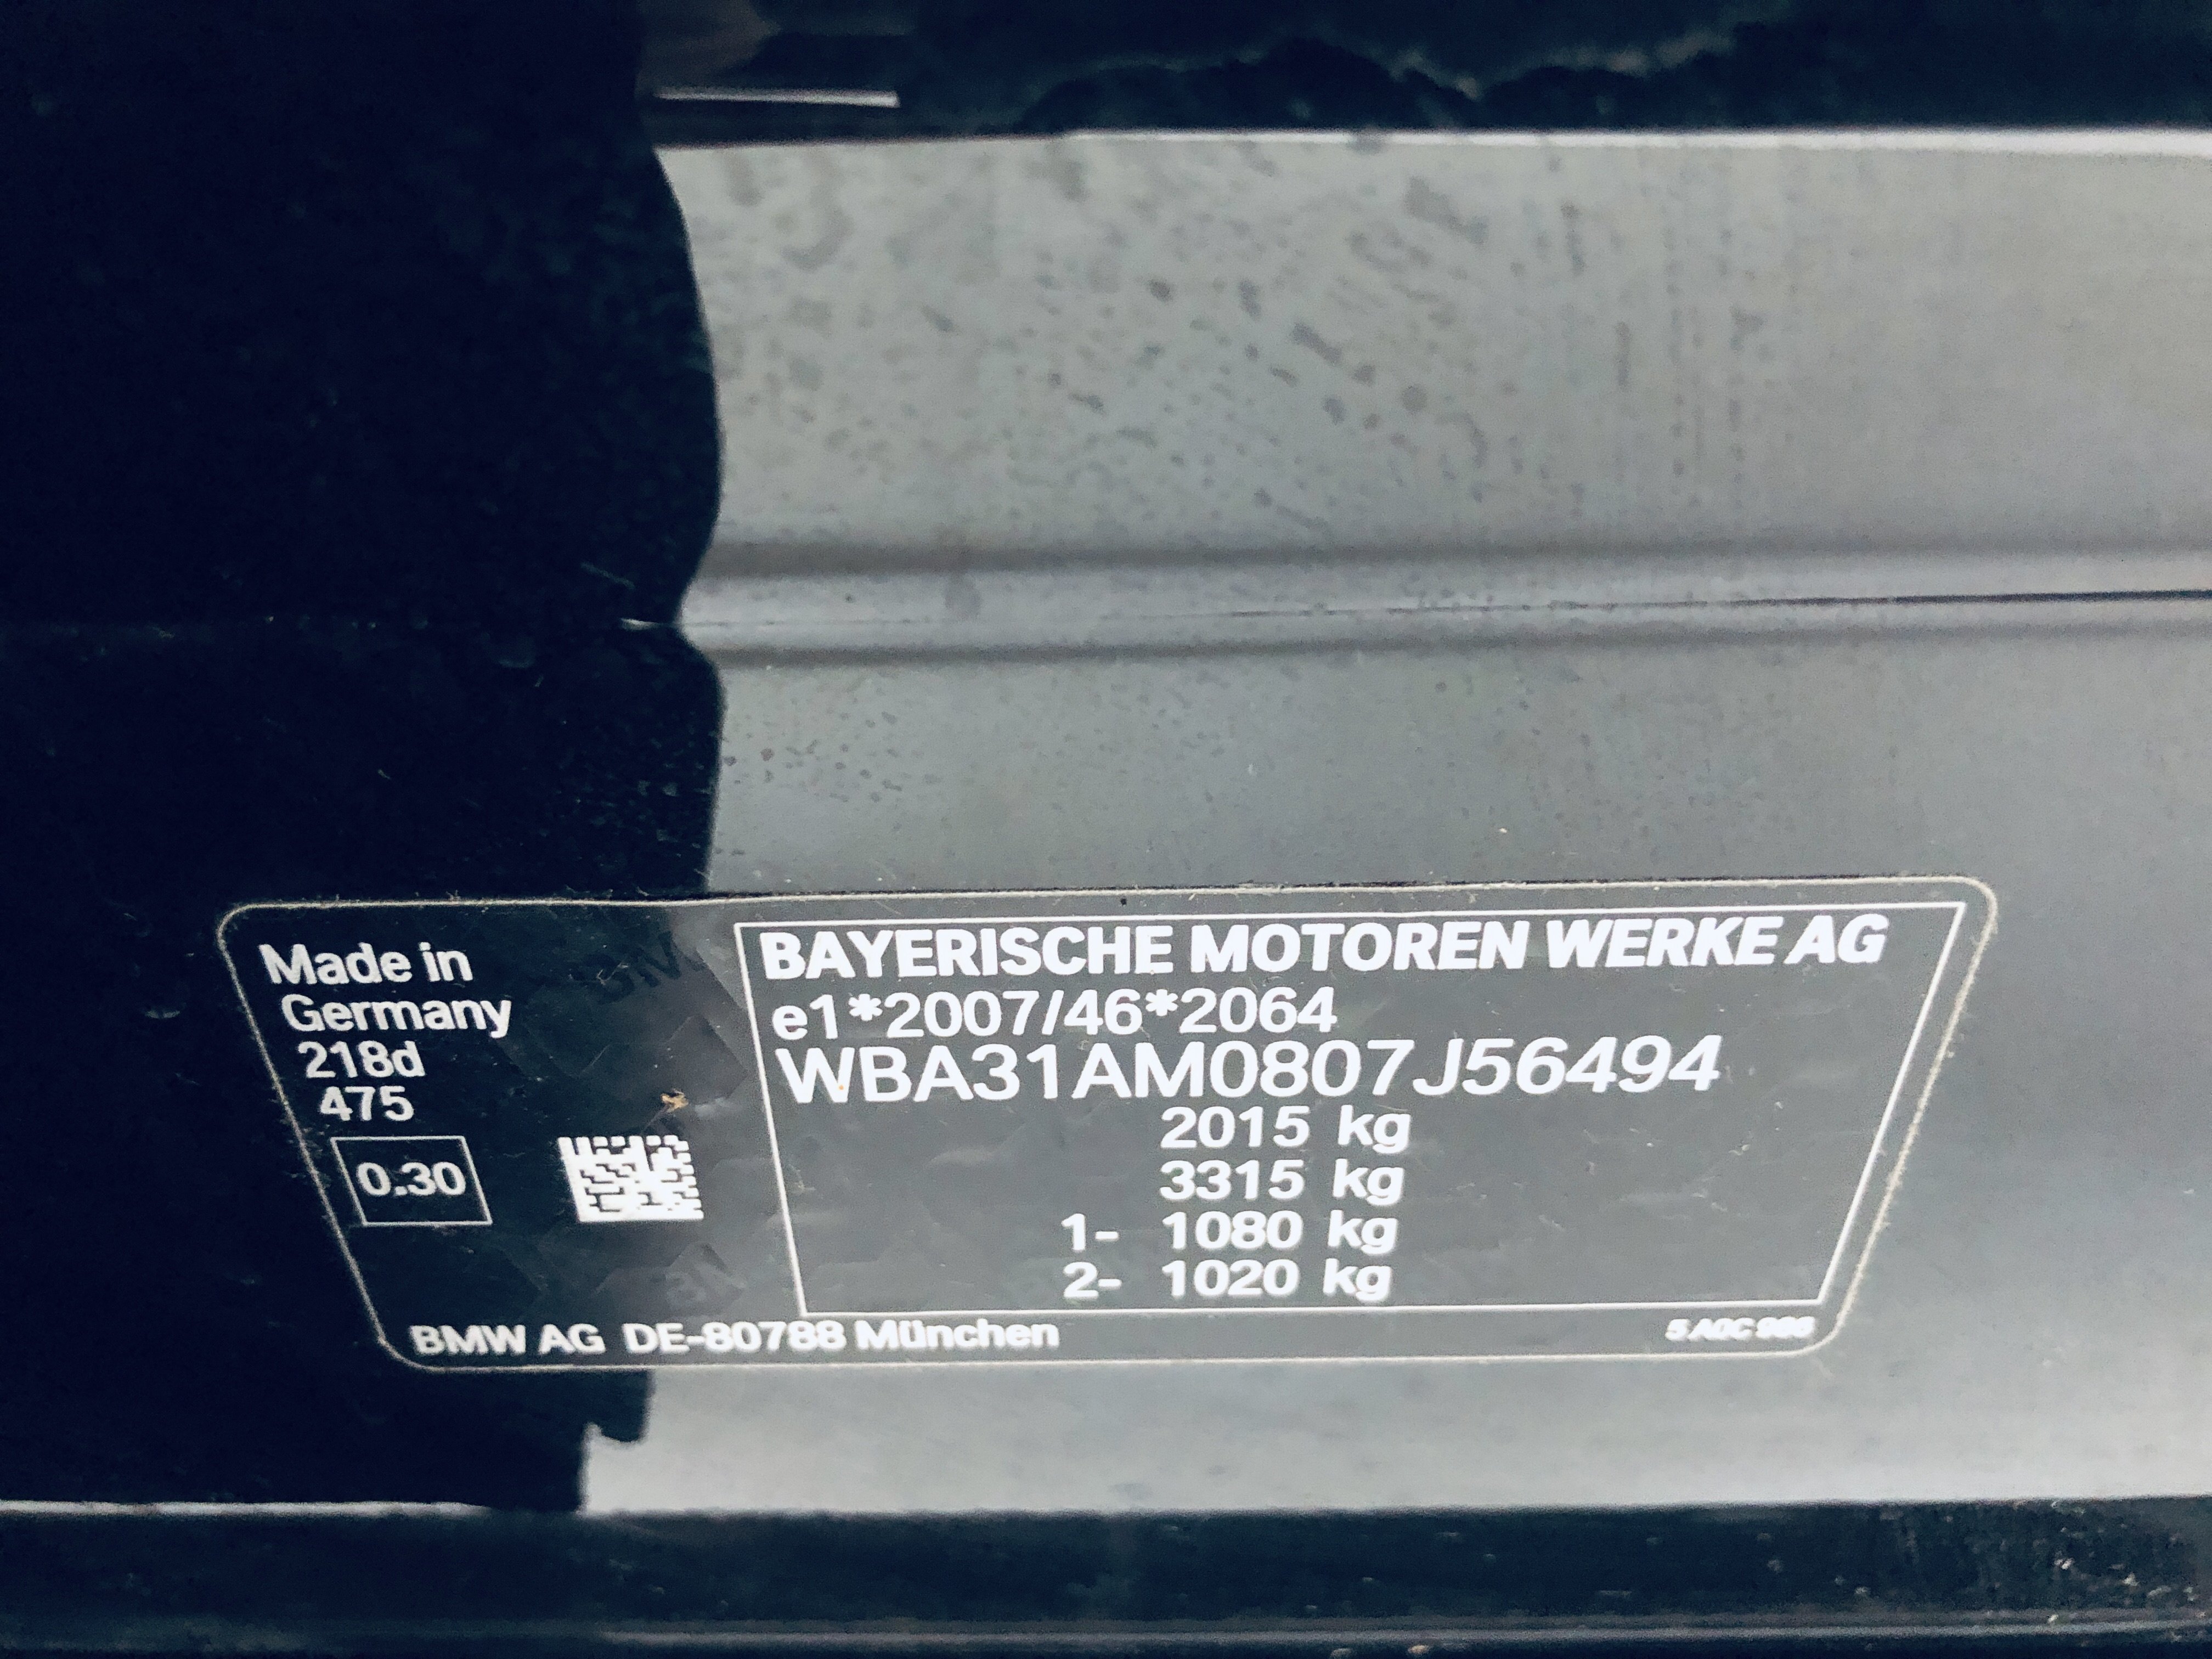 Made in
Germany
218d
475
0.30
BAYERISCHE MOTOREN WERKE AG
e1*2007/46*2064
WBA31AM0807J56494
2015 kg
3315 kg
1- 1080 kg
2- 1020 kg
BMW AG DE-80788 München